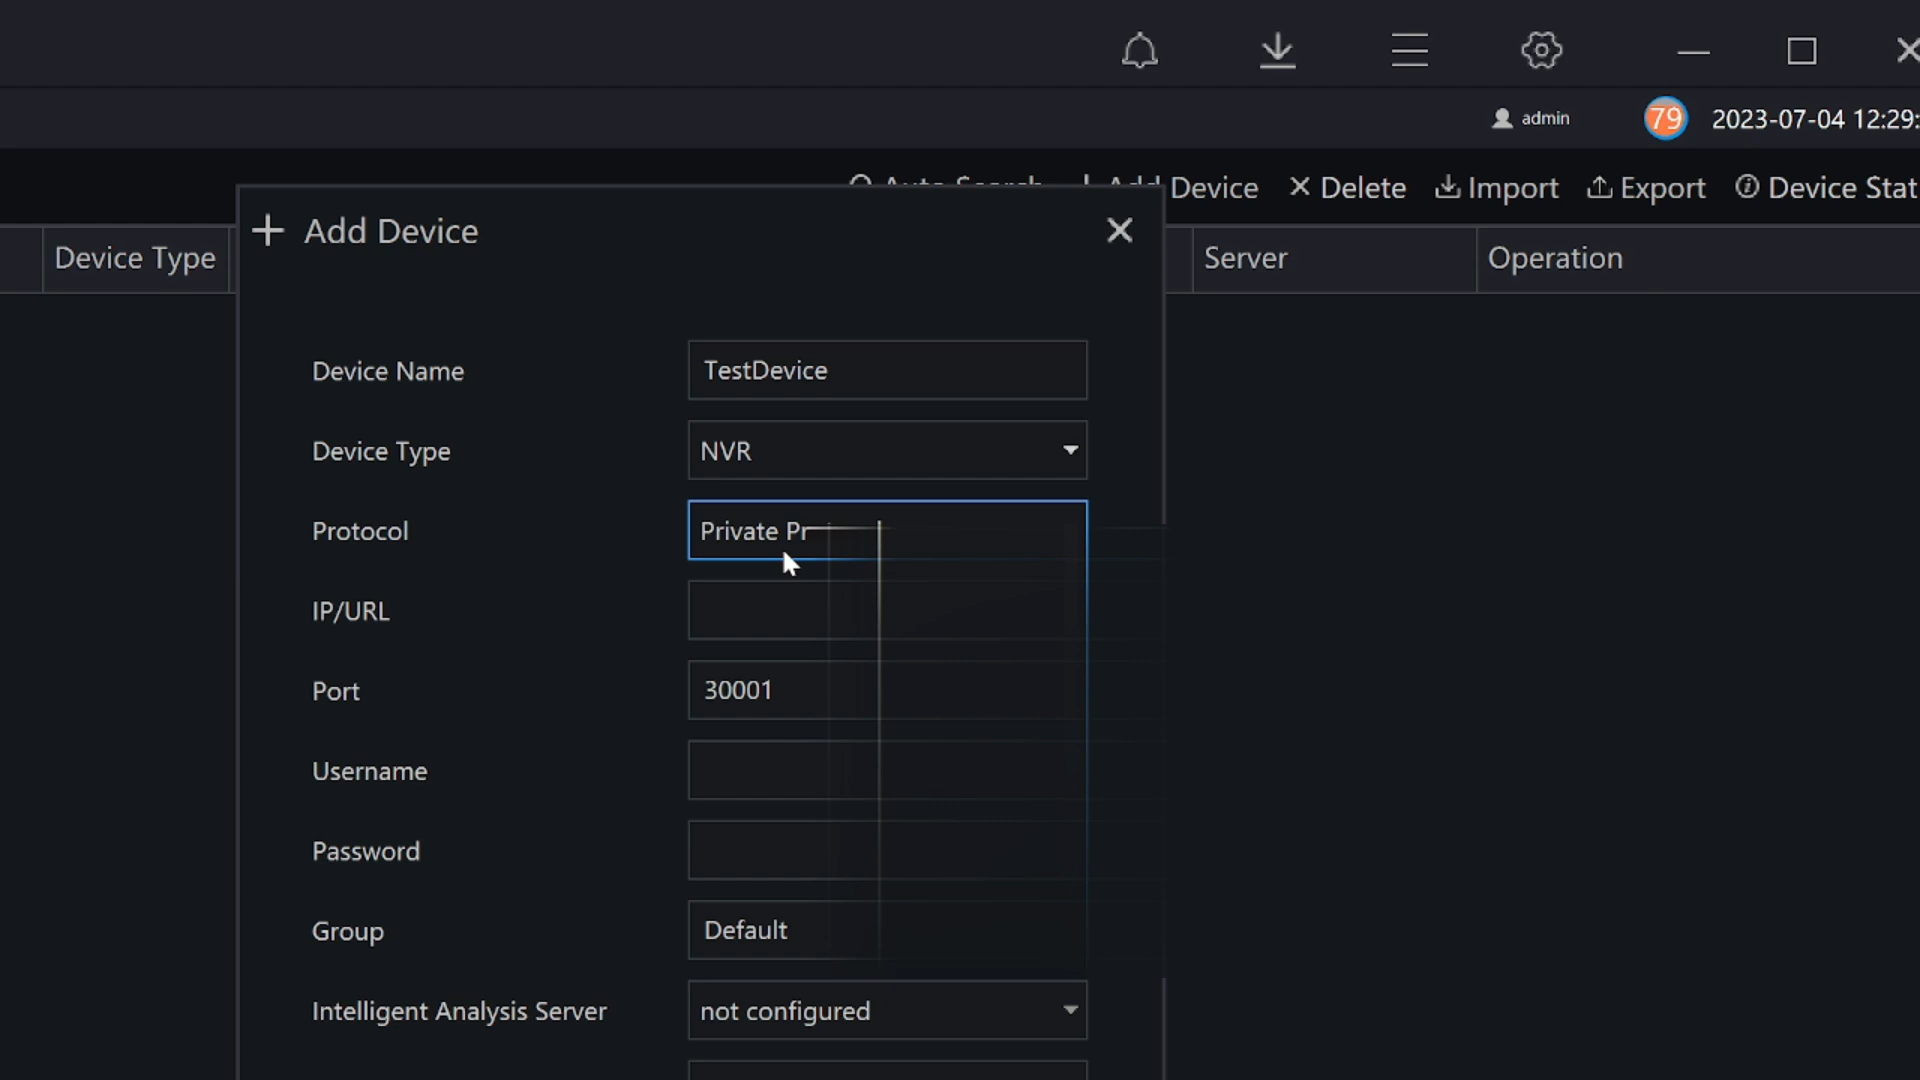 admin
79
2023-07-04 12:29:
Device
Delete
Import
Export
Device Stat
Add Device
Device Type
Server
Operation
Device Name
TestDevice
Device Type
NVR
Protocol
Private Pr
IP/URL
Port
30001
Username
Password
Group
Default
Intelligent Analysis Server
not configured